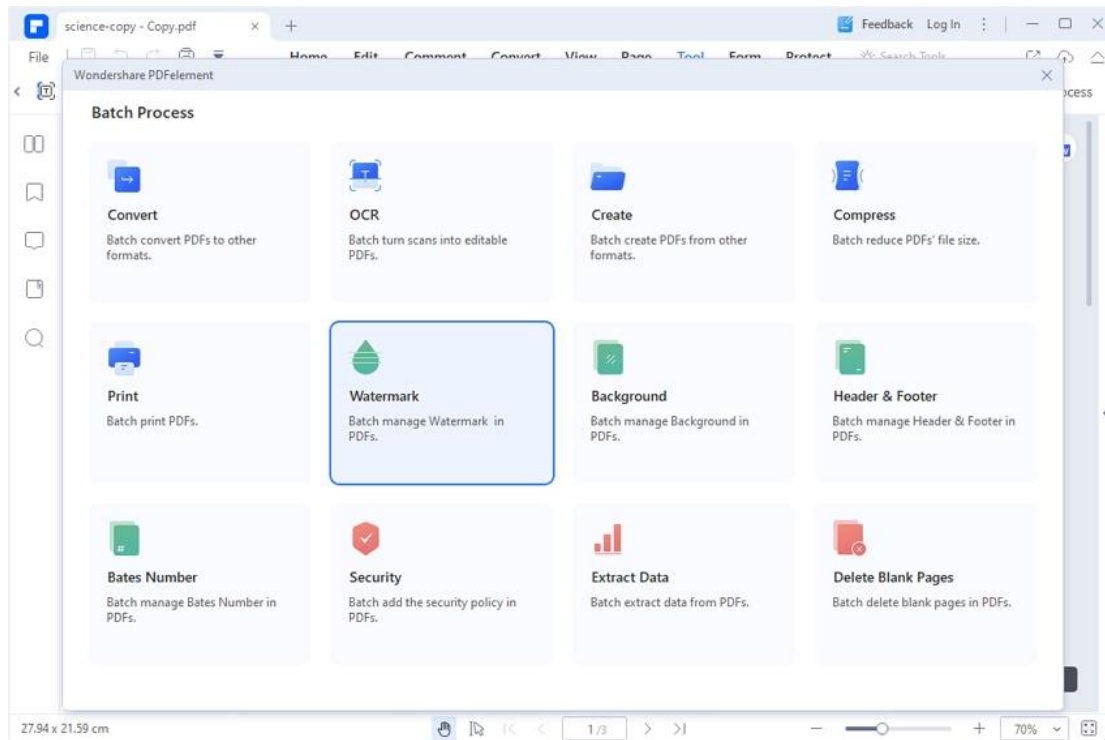 science-copy - Copy.pdf
Feedback Log In
File Home Edit Comment Convert View Page Tool Form Protect Search Tools
Wondershare PDFelement
Batch Process
Convert
Batch convert PDFs to other
formats.
OCR
Batch turn scans into editable
PDFs.
Create
Batch create PDFs from other
formats.
Compress
Batch reduce PDFs' file size.
Print
Batch print PDFs.
Watermark
Batch manage Watermark in
PDFs.
Background
Batch manage Background in
PDFs.
Header & Footer
Batch manage Header & Footer in
PDFs.
Bates Number
Batch manage Bates Number in
PDFs.
Security
Batch add the security policy in
PDFs.
Extract Data
Batch extract data from PDFs.
Delete Blank Pages
Batch delete blank pages in PDFs.
27.94 x 21.59 cm
1/3
70%